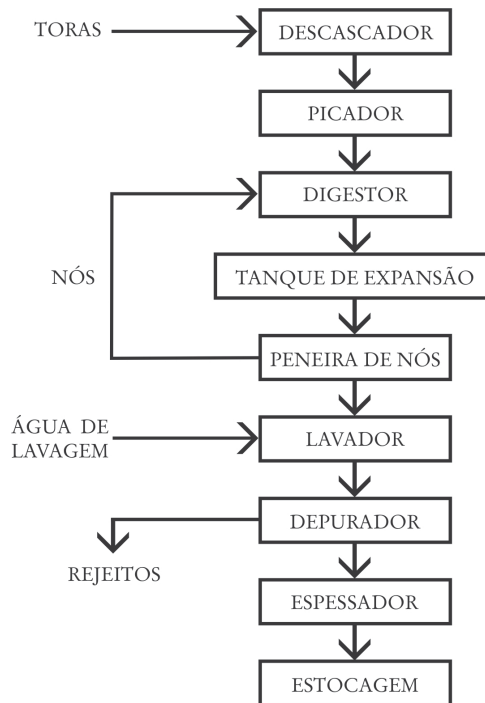 TORAS
DESCASCADOR
PICADOR
DIGESTOR
NÓS
TANQUE DE EXPANSÃO
PENEIRA DE NÓS
ÁGUA DE
LAVAGEM
LAVADOR
DEPURADOR
REJEITOS
ESPESSADOR
ESTOCAGEM